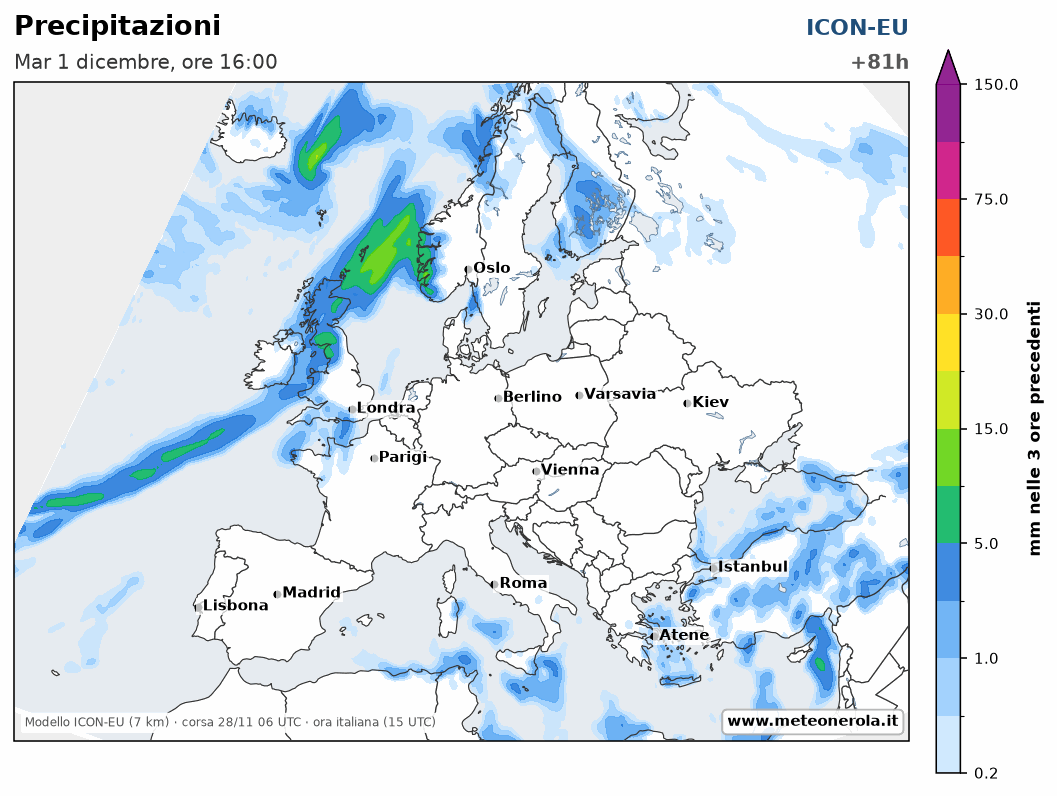 Precipitazioni
ICON-EU
Mar 1 dicembre, ore 16:00
+81h
150.0
75.0
30.0
15.0
5.0
1.0
0.2
mm nelle 3 ore precedenti
Oslo
Berlino
Varsavia
Kiev
Londra
Parigi
Vienna
Istanbul
Roma
Madrid
Lisbona
Atene
Modello ICON-EU (7 km) · corsa 28/11 06 UTC · ora italiana (15 UTC)
www.meteonerola.it